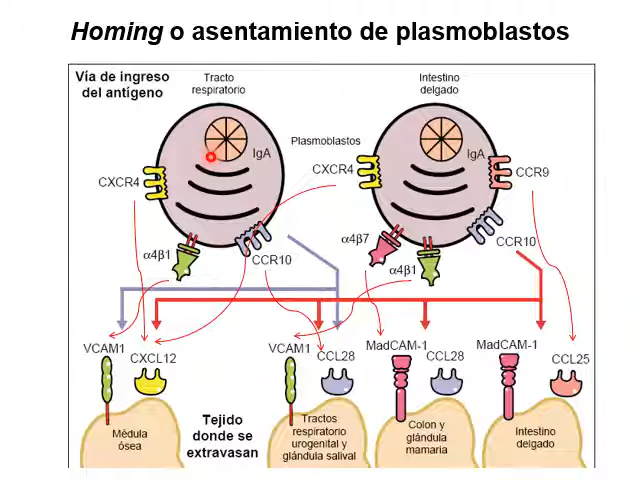 Homing o asentamiento de plasmoblastos
Vía de ingreso
del antígeno
Tracto
respiratorio
Intestino
delgado
Plasmoblastos
IgA
IgA
CXCR4
CXCR4
CCR9
α4β1
CCR10
α4β7
α4β1
CCR10
VCAM1
CXCL12
VCAM1
CCL28
MadCAM-1
CCL28
MadCAM-1
CCL25
Médula
ósea
Tejido
donde se
extravasan
Tractos
respiratorio
urogenital y
glándula salival
Colon y
glándula
mamaria
Intestino
delgado